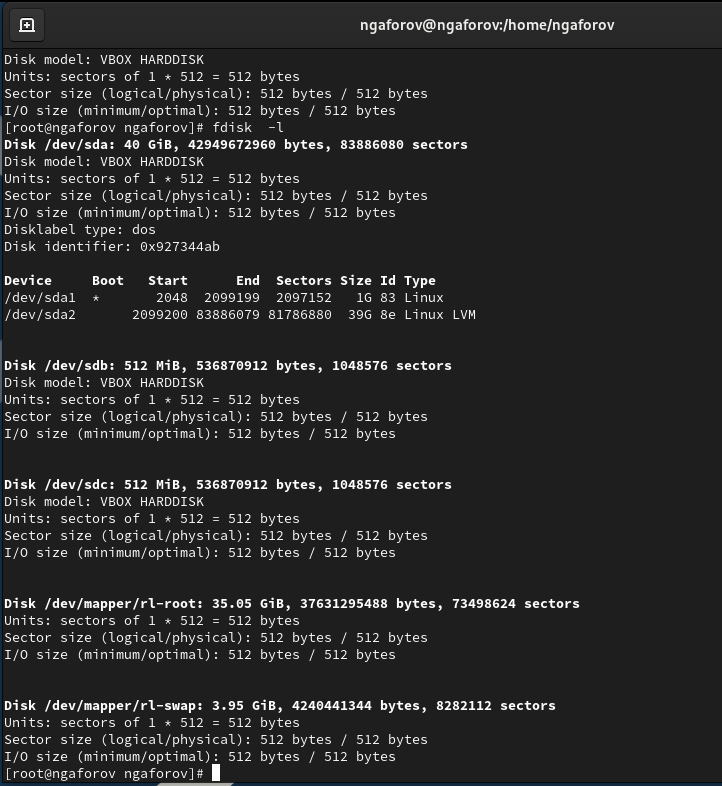 ngaforov@ngaforov:/home/ngaforov
Disk model: VBOX HARDDISK
Units: sectors of 1 * 512 = 512 bytes
Sector size (logical/physical): 512 bytes / 512 bytes
I/O size (minimum/optimal): 512 bytes / 512 bytes
[root@ngaforov ngaforov]# fdisk  -l
Disk /dev/sda: 40 GiB, 42949672960 bytes, 83886080 sectors
Disk model: VBOX HARDDISK
Units: sectors of 1 * 512 = 512 bytes
Sector size (logical/physical): 512 bytes / 512 bytes
I/O size (minimum/optimal): 512 bytes / 512 bytes
Disklabel type: dos
Disk identifier: 0x927344ab
Device     Boot   Start      End  Sectors Size Id Type
/dev/sda1  *       2048  2099199  2097152   1G 83 Linux
/dev/sda2       2099200 83886079 81786880  39G 8e Linux LVM
Disk /dev/sdb: 512 MiB, 536870912 bytes, 1048576 sectors
Disk model: VBOX HARDDISK
Units: sectors of 1 * 512 = 512 bytes
Sector size (logical/physical): 512 bytes / 512 bytes
I/O size (minimum/optimal): 512 bytes / 512 bytes
Disk /dev/sdc: 512 MiB, 536870912 bytes, 1048576 sectors
Disk model: VBOX HARDDISK
Units: sectors of 1 * 512 = 512 bytes
Sector size (logical/physical): 512 bytes / 512 bytes
I/O size (minimum/optimal): 512 bytes / 512 bytes
Disk /dev/mapper/rl-root: 35.05 GiB, 37631295488 bytes, 73498624 sectors
Units: sectors of 1 * 512 = 512 bytes
Sector size (logical/physical): 512 bytes / 512 bytes
I/O size (minimum/optimal): 512 bytes / 512 bytes
Disk /dev/mapper/rl-swap: 3.95 GiB, 4240441344 bytes, 8282112 sectors
Units: sectors of 1 * 512 = 512 bytes
Sector size (logical/physical): 512 bytes / 512 bytes
I/O size (minimum/optimal): 512 bytes / 512 bytes
[root@ngaforov ngaforov]#